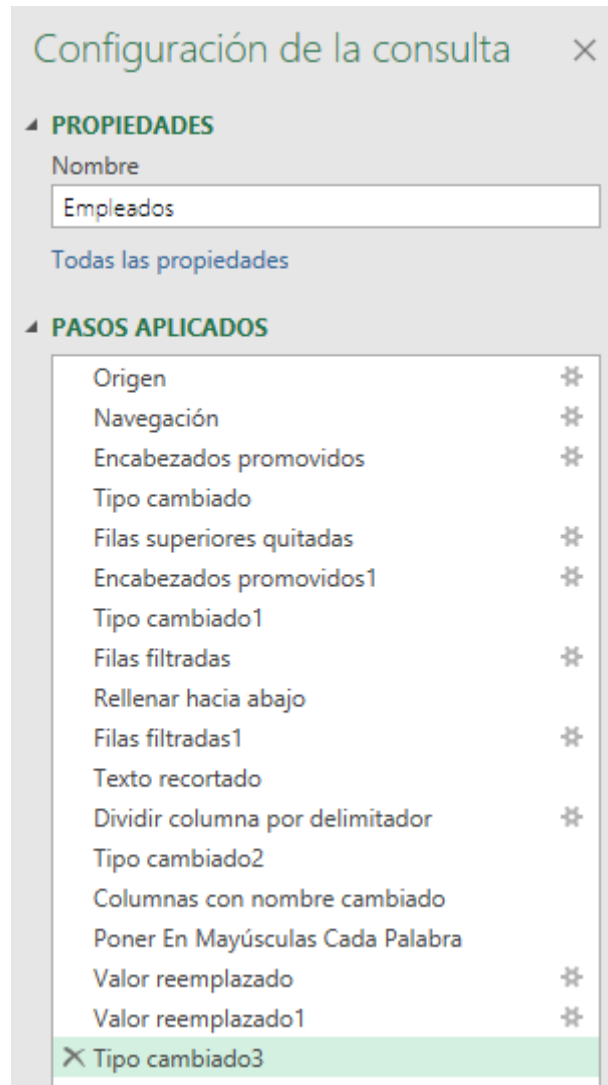 Configuración de la consulta
PROPIEDADES
Nombre
Empleados
Todas las propiedades
PASOS APLICADOS
Origen
Navegación
Encabezados promovidos
Tipo cambiado
Filas superiores quitadas
Encabezados promovidos1
Tipo cambiado1
Filas filtradas
Rellenar hacia abajo
Filas filtradas1
Texto recortado
Dividir columna por delimitador
Tipo cambiado2
Columnas con nombre cambiado
Poner En Mayúsculas Cada Palabra
Valor reemplazado
Valor reemplazado1
Tipo cambiado3